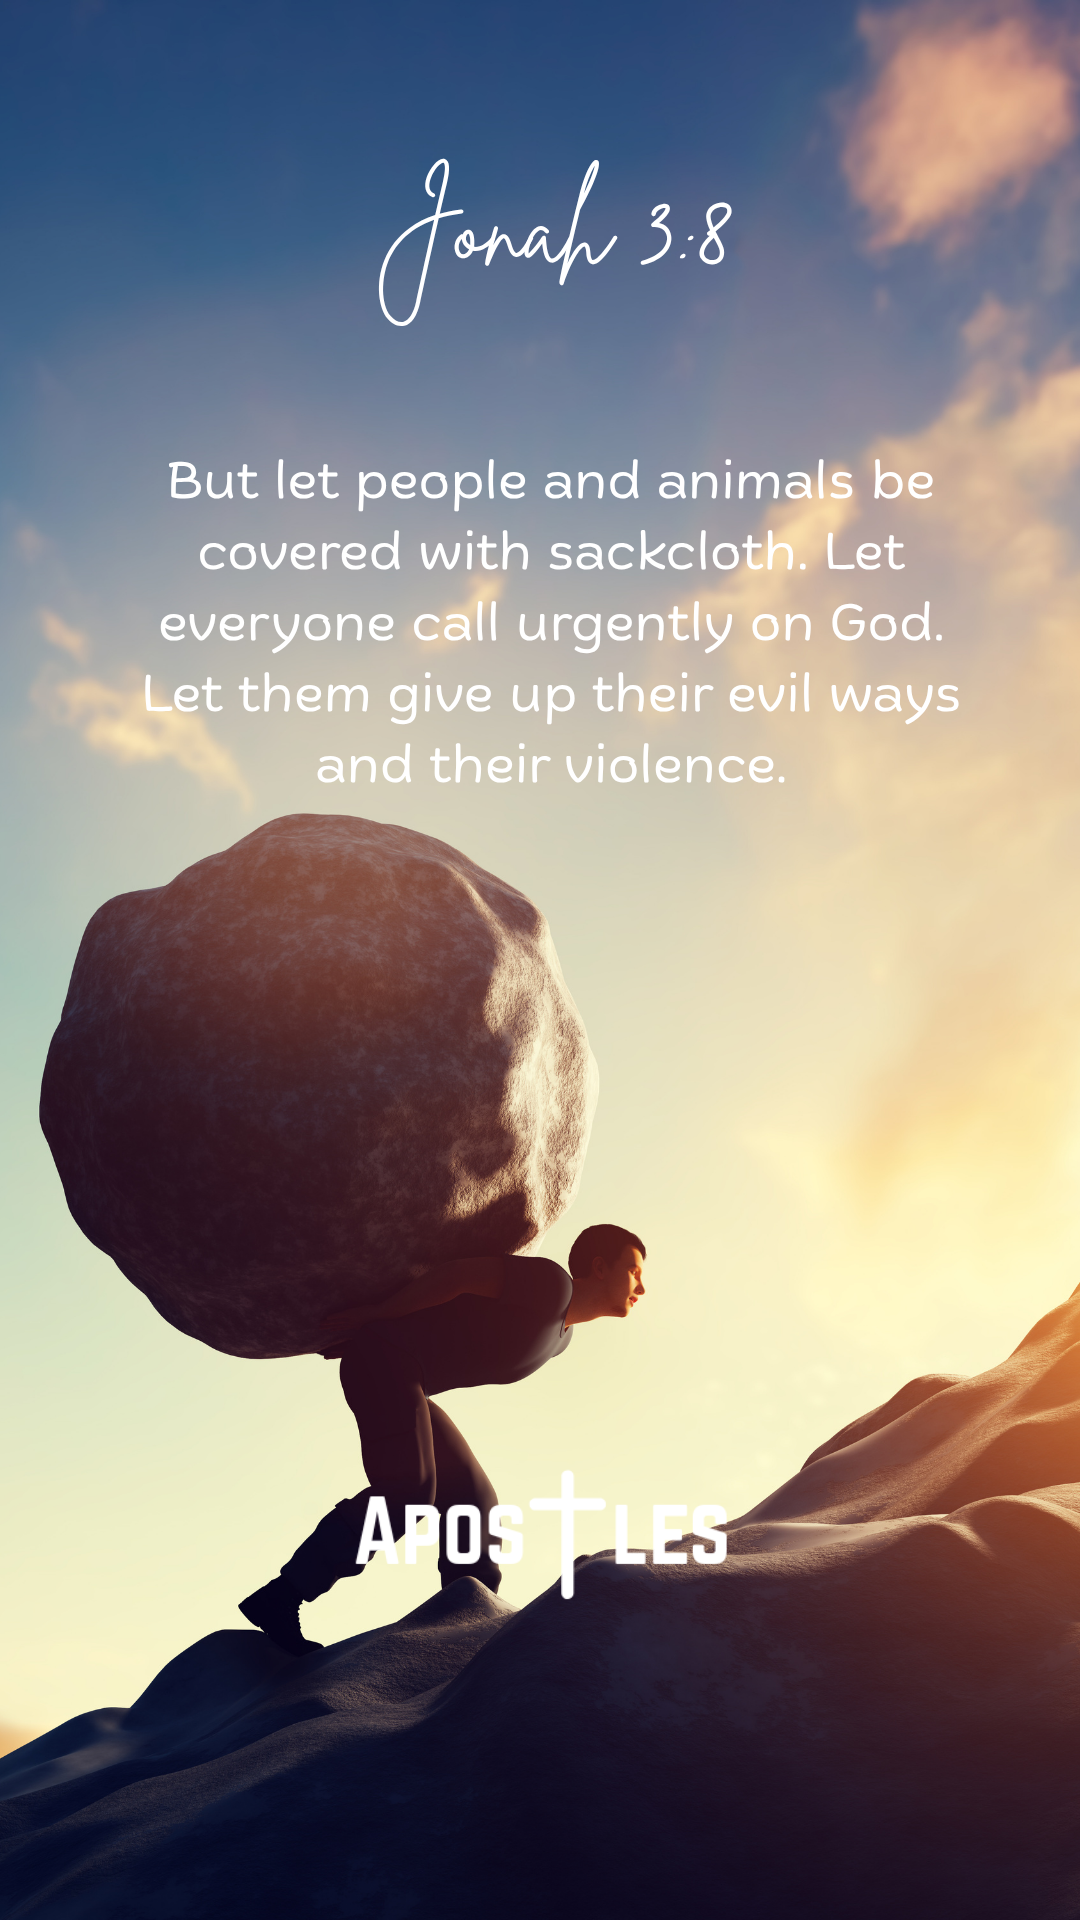 Jonah 3:8
But let people and animals be
covered with sackcloth. Let
everyone call urgently on God.
Let them give up their evil ways
and their violence.
APOSTLES